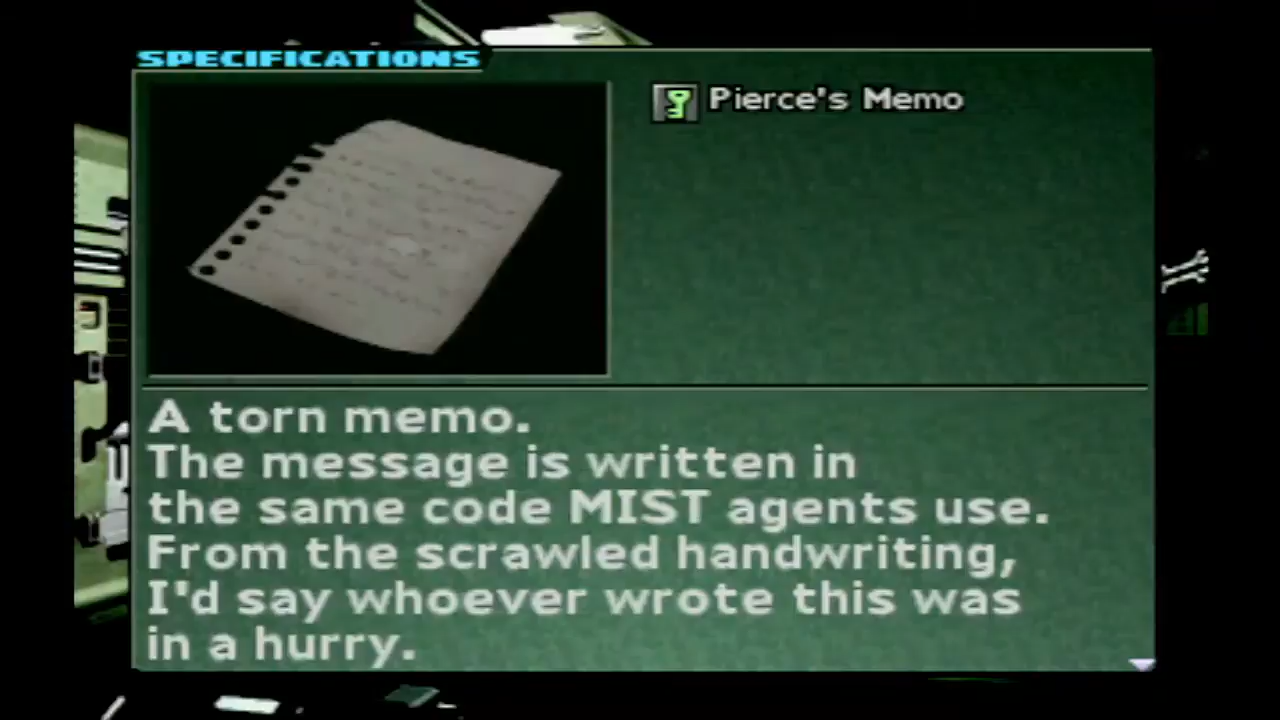 SPECIFICATIONS
Pierce's Memo
A torn memo.
The message is written in
the same code MIST agents use.
From the scrawled handwriting,
I'd say whoever wrote this was
in a hurry.